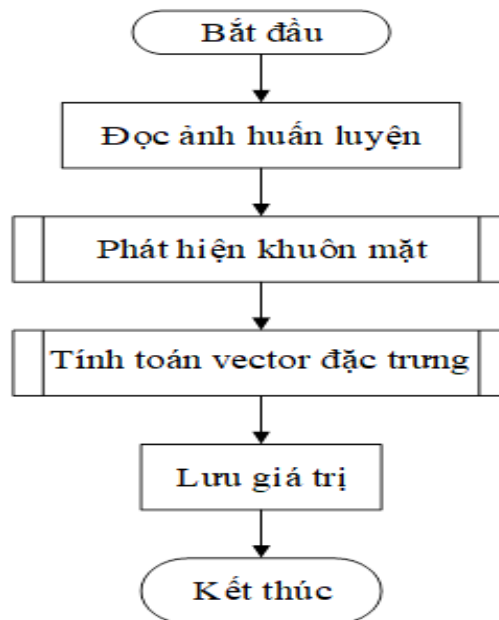 Bắt đầu
Đọc ảnh huấn luyện
Phát hiện khuôn mặt
Tính toán vector đặc trưng
Lưu giá trị
Kết thúc